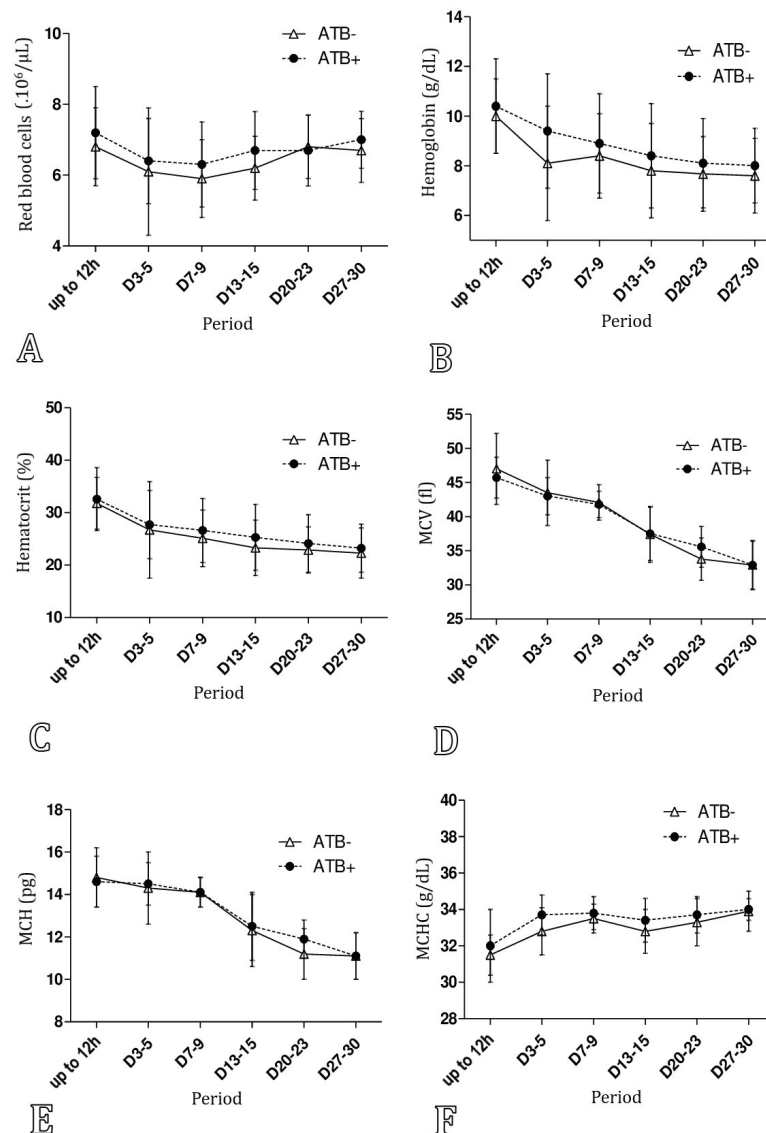 Red blood cells (.10⁶/μL)
10
8
6
4
ATB-
ATB+
up to 12h
D3-5
D7-9
D13-15
D20-23
D27-30
Period
A
Hemoglobin (g/dL)
14
12
10
8
6
ATB-
ATB+
up to 12h
D3-5
D7-9
D13-15
D20-23
D27-30
Period
B
Hematocrit (%)
50
40
30
20
10
ATB-
ATB+
up to 12h
D3-5
D7-9
D13-15
D20-23
D27-30
Period
C
MCV (fl)
55
50
45
40
35
30
25
ATB-
ATB+
up to 12h
D3-5
D7-9
D13-15
D20-23
D27-30
Period
D
MCH (pg)
18
16
14
12
10
8
ATB-
ATB+
up to 12h
D3-5
D7-9
D13-15
D20-23
D27-30
Period
E
MCHC (g/dL)
40
38
36
34
32
30
28
ATB-
ATB+
up to 12h
D3-5
D7-9
D13-15
D20-23
D27-30
Period
F